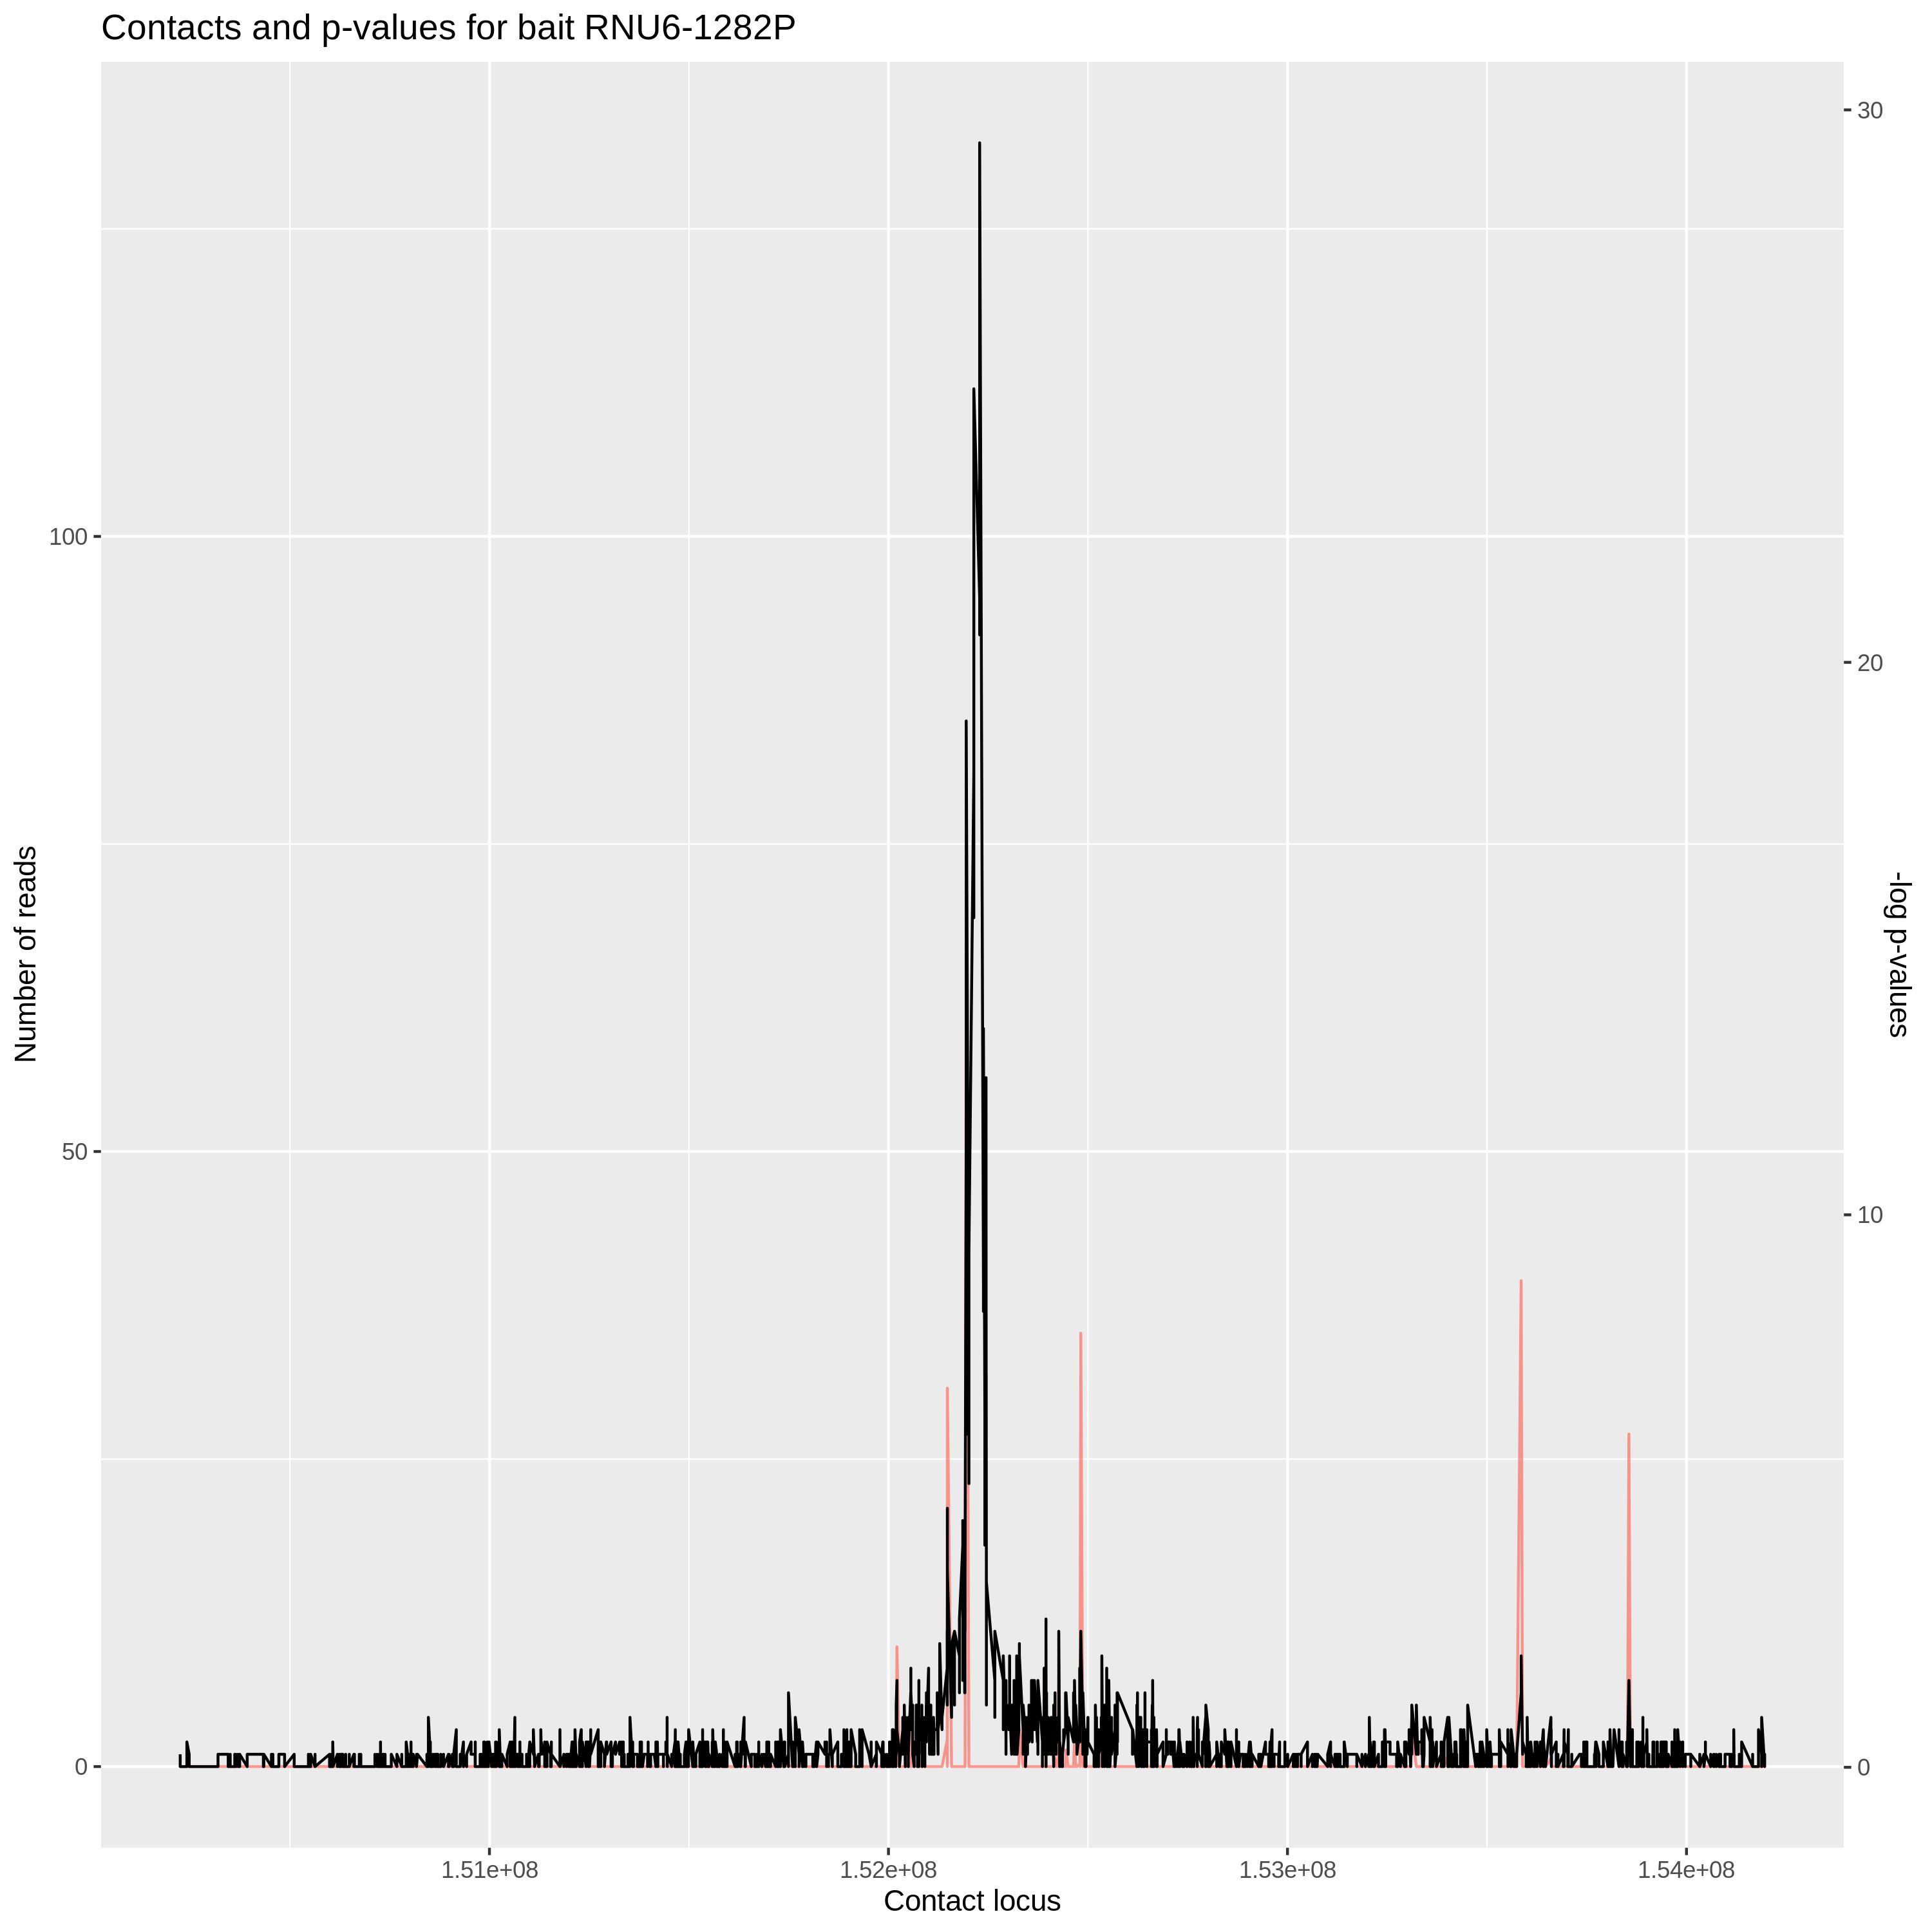 Contacts and p-values for bait RNU6-1282P
30
100
20
Number of reads
-log p-values
50
10
0
0
1.51e+08
1.52e+08
1.53e+08
1.54e+08
Contact locus